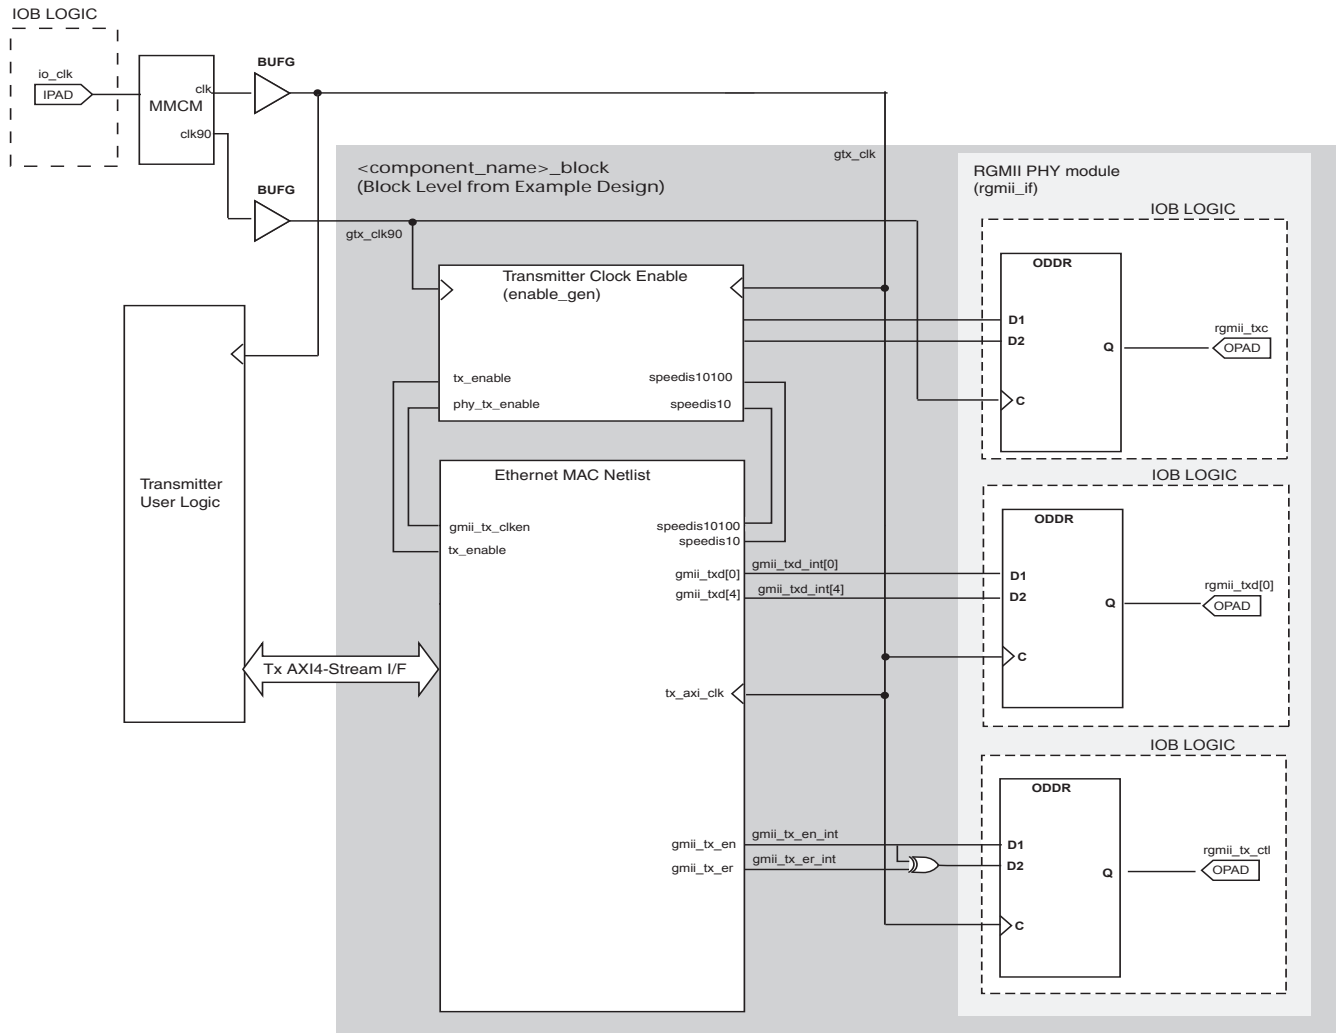 IOB LOGIC
io_clk
IPAD
MMCM
clk
clk90
BUFG
BUFG
gtx_clk
<component_name>_block
(Block Level from Example Design)
gtx_clk90
RGMII PHY module
(rgmii_if)
IOB LOGIC
Transmitter Clock Enable
(enable_gen)
tx_enable
phy_tx_enable
speedis10100
speedis10
ODDR
D1
D2
Q
C
rgmii_txc
OPAD
Transmitter
User Logic
Tx AXI4-Stream I/F
Ethernet MAC Netlist
gmii_tx_clken
tx_enable
speedis10100
speedis10
gmii_txd[0]
gmii_txd_int[0]
gmii_txd[4]
gmii_txd_int[4]
tx_axi_clk
gmii_tx_en
gmii_tx_en_int
gmii_tx_er
gmii_tx_er_int
IOB LOGIC
ODDR
D1
D2
Q
C
rgmii_txd[0]
OPAD
IOB LOGIC
ODDR
D1
D2
Q
C
rgmii_tx_ctl
OPAD